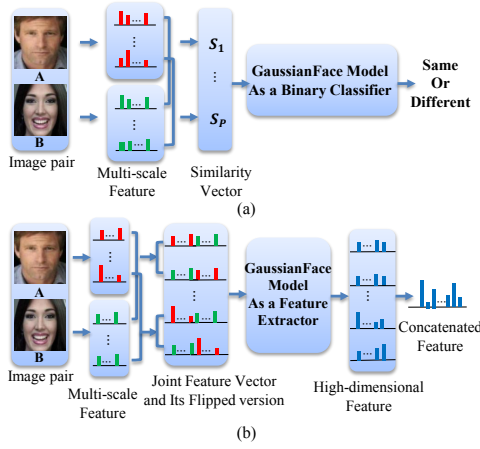 A
B
Image pair
...
...
⋮
...
...
⋮
...
Multi-scale
Feature
S1
⋮
SP
Similarity
Vector
GaussianFace Model
As a Binary Classifier
Same
Or
Different
(a)
A
B
Image pair
...
⋮
...
...
⋮
...
Multi-scale
Feature
... ...
... ...
⋮
... ...
... ...
Joint Feature Vector
and Its Flipped version
GaussianFace
Model
As a Feature
Extractor
...
...
⋮
...
...
High-dimensional
Feature
... ...
Concatenated
Feature
(b)